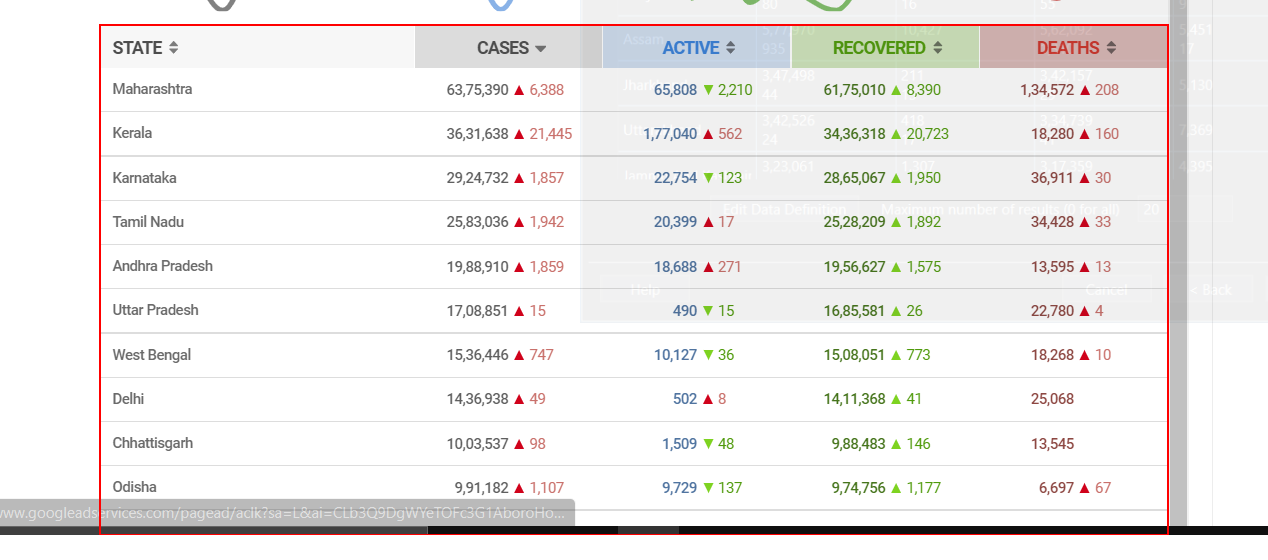 STATE CASES ACTIVE RECOVERED DEATHS
Maharashtra 63,75,390 ▲ 6,388 65,808 ▼ 2,210 61,75,010 ▲ 8,390 1,34,572 ▲ 208
Kerala 36,31,638 ▲ 21,445 1,77,040 ▲ 562 34,36,318 ▲ 20,723 18,280 ▲ 160
Karnataka 29,24,732 ▲ 1,857 22,754 ▼ 123 28,65,067 ▲ 1,950 36,911 ▲ 30
Tamil Nadu 25,83,036 ▲ 1,942 20,399 ▲ 17 25,28,209 ▲ 1,892 34,428 ▲ 33
Edit Data Definition Maximum number of results (0 for all) 20
Andhra Pradesh 19,88,910 ▲ 1,859 18,688 ▲ 271 19,56,627 ▲ 1,575 13,595 ▲ 13
Help Cancel < Back
Uttar Pradesh 17,08,851 ▲ 15 490 ▼ 15 16,85,581 ▲ 26 22,780 ▲ 4
West Bengal 15,36,446 ▲ 747 10,127 ▼ 36 15,08,051 ▲ 773 18,268 ▲ 10
Delhi 14,36,938 ▲ 49 502 ▲ 8 14,11,368 ▲ 41 25,068
Chhattisgarh 10,03,537 ▲ 98 1,509 ▼ 48 9,88,483 ▲ 146 13,545
Odisha 9,91,182 ▲ 1,107 9,729 ▼ 137 9,74,756 ▲ 1,177 6,697 ▲ 67